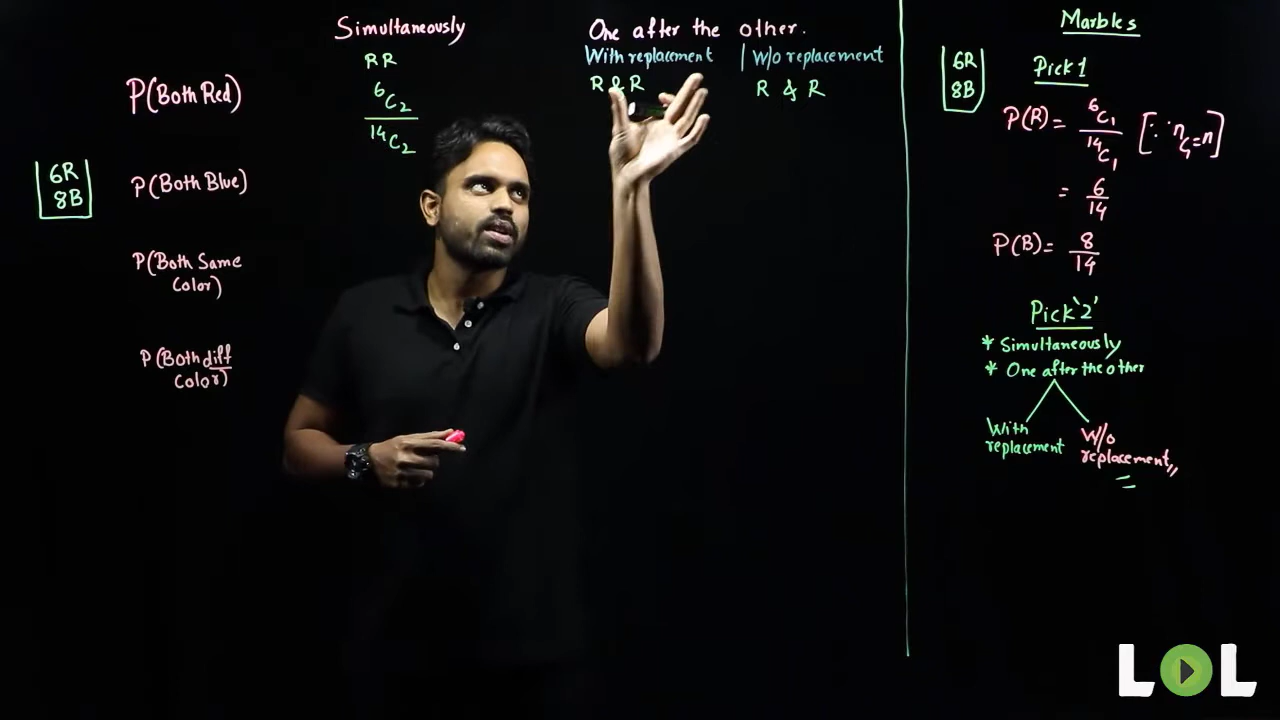 Simultaneously
One after the other.
With replacement | W/o replacement
P(Both Red)
RR
6C2
14C2
R & R
R & R
6R
8B
P(Both Blue)
P(Both Same
Color)
P(Both diff
Color)
Marbles
6R
8B
Pick 1
P(R) = 6C1 / 14C1 [∵ nC1 = n]
= 6/14
P(B) = 8/14
Pick '2'
* Simultaneously
* One after the other
With
replacement
W/o
replacement,,
LOL